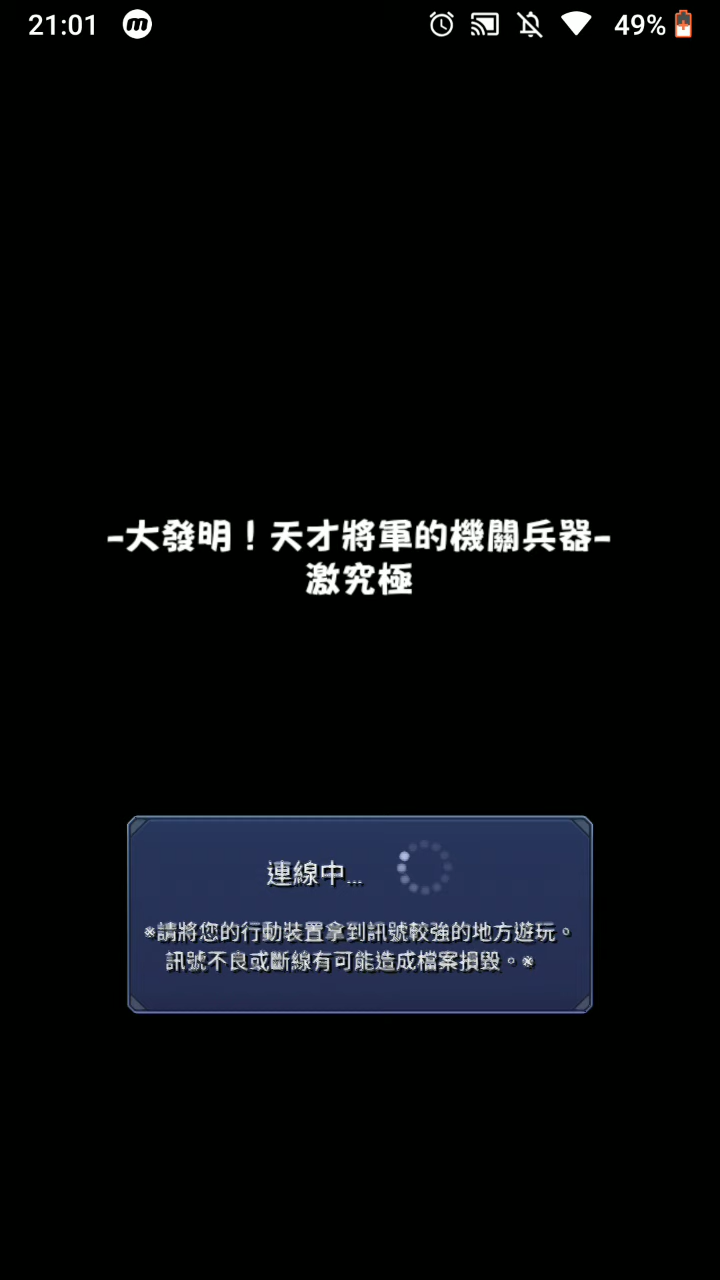 21:01
49%
-大發明！天才將軍的機關兵器-
激究極
連線中...
※請將您的行動裝置拿到訊號較強的地方遊玩。
訊號不良或斷線有可能造成檔案損毀。※